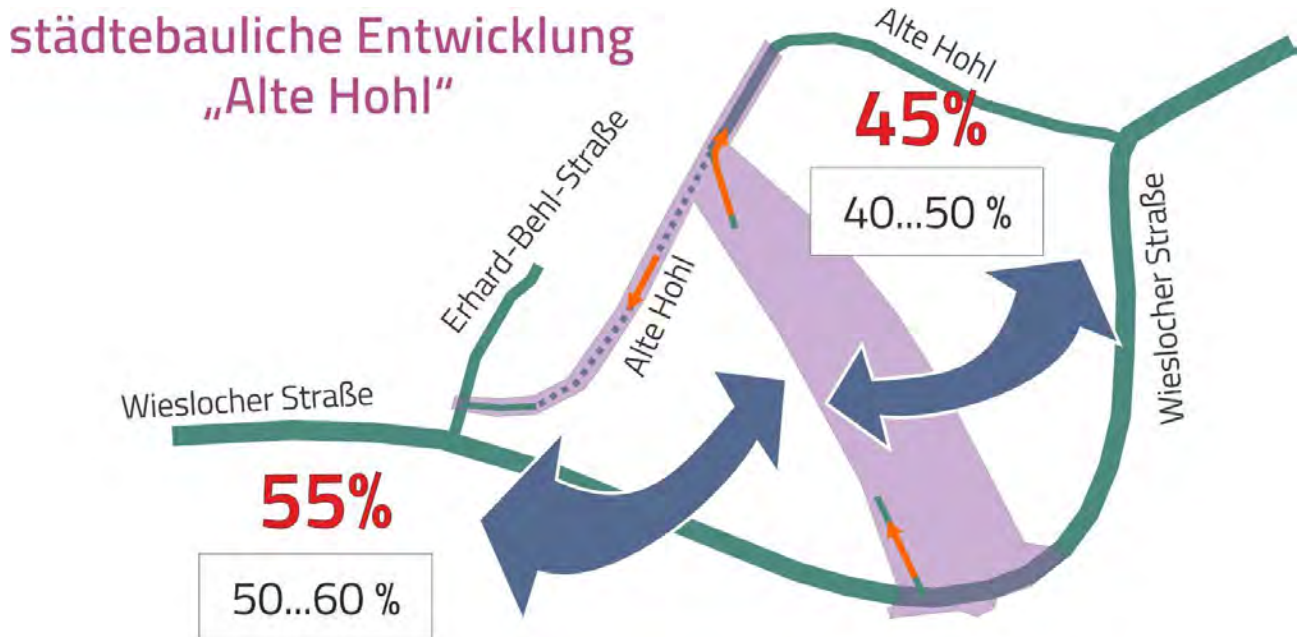 städtebauliche Entwicklung
„Alte Hohl“
Alte Hohl
45%
40...50 %
Erhard-Behl-Straße
Alte Hohl
Wieslocher Straße
Wieslocher Straße
55%
50...60 %